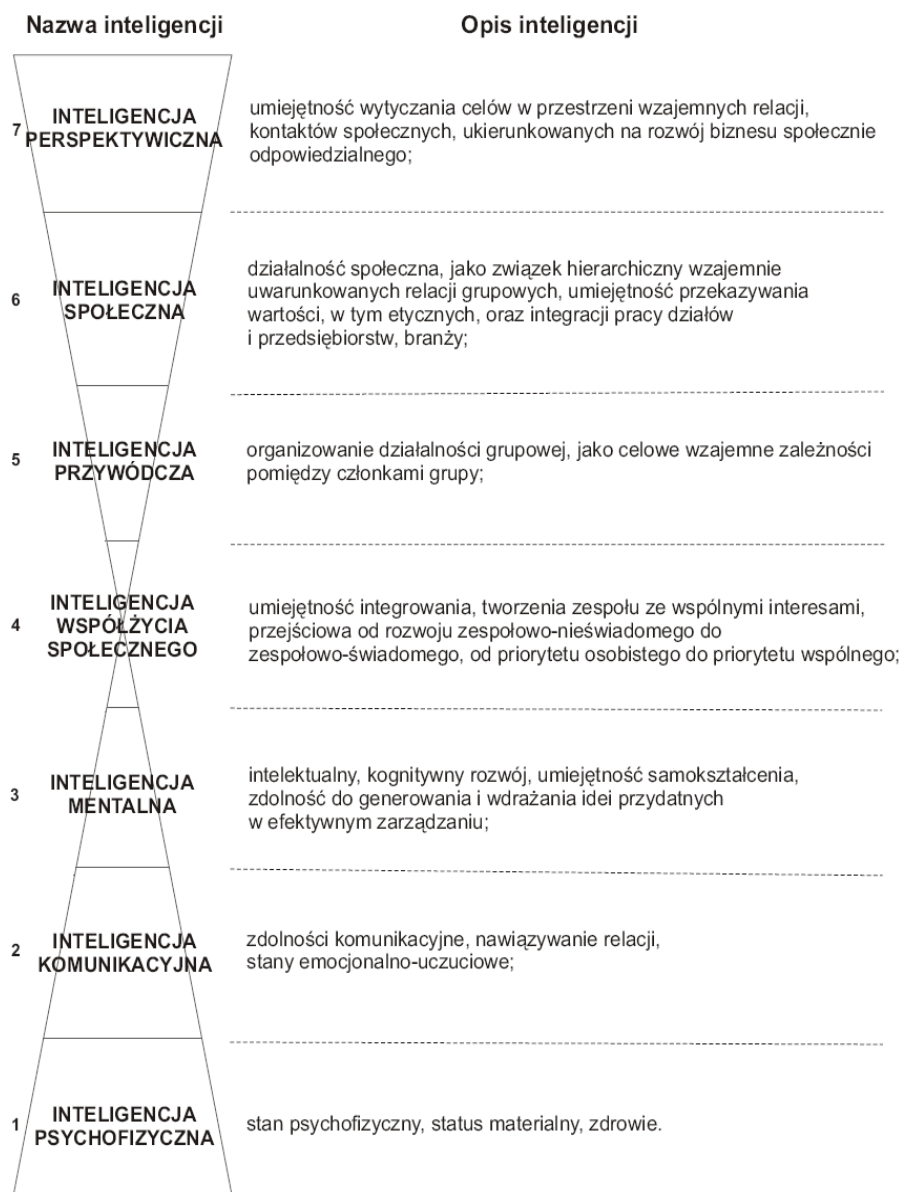 Nazwa inteligencji
Opis inteligencji
7
INTELIGENCJA
PERSPEKTYWICZNA
umiejętność wytyczania celów w przestrzeni wzajemnych relacji,
kontaktów społecznych, ukierunkowanych na rozwój biznesu społecznie
odpowiedzialnego;
6
INTELIGENCJA
SPOŁECZNA
działalność społeczna, jako związek hierarchiczny wzajemnie
uwarunkowanych relacji grupowych, umiejętność przekazywania
wartości, w tym etycznych, oraz integracji pracy działów
i przedsiębiorstw, branży;
5
INTELIGENCJA
PRZYWÓDCZA
organizowanie działalności grupowej, jako celowe wzajemne zależności
pomiędzy członkami grupy;
4
INTELIGENCJA
WSPÓŁŻYCIA
SPOŁECZNEGO
umiejętność integrowania, tworzenia zespołu ze wspólnymi interesami,
przejściowa od rozwoju zespołowo-nieświadomego do
zespołowo-świadomego, od priorytetu osobistego do priorytetu wspólnego;
3
INTELIGENCJA
MENTALNA
intelektualny, kognitywny rozwój, umiejętność samokształcenia,
zdolność do generowania i wdrażania idei przydatnych
w efektywnym zarządzaniu;
2
INTELIGENCJA
KOMUNIKACYJNA
zdolności komunikacyjne, nawiązywanie relacji,
stany emocjonalno-uczuciowe;
1
INTELIGENCJA
PSYCHOFIZYCZNA
stan psychofizyczny, status materialny, zdrowie.